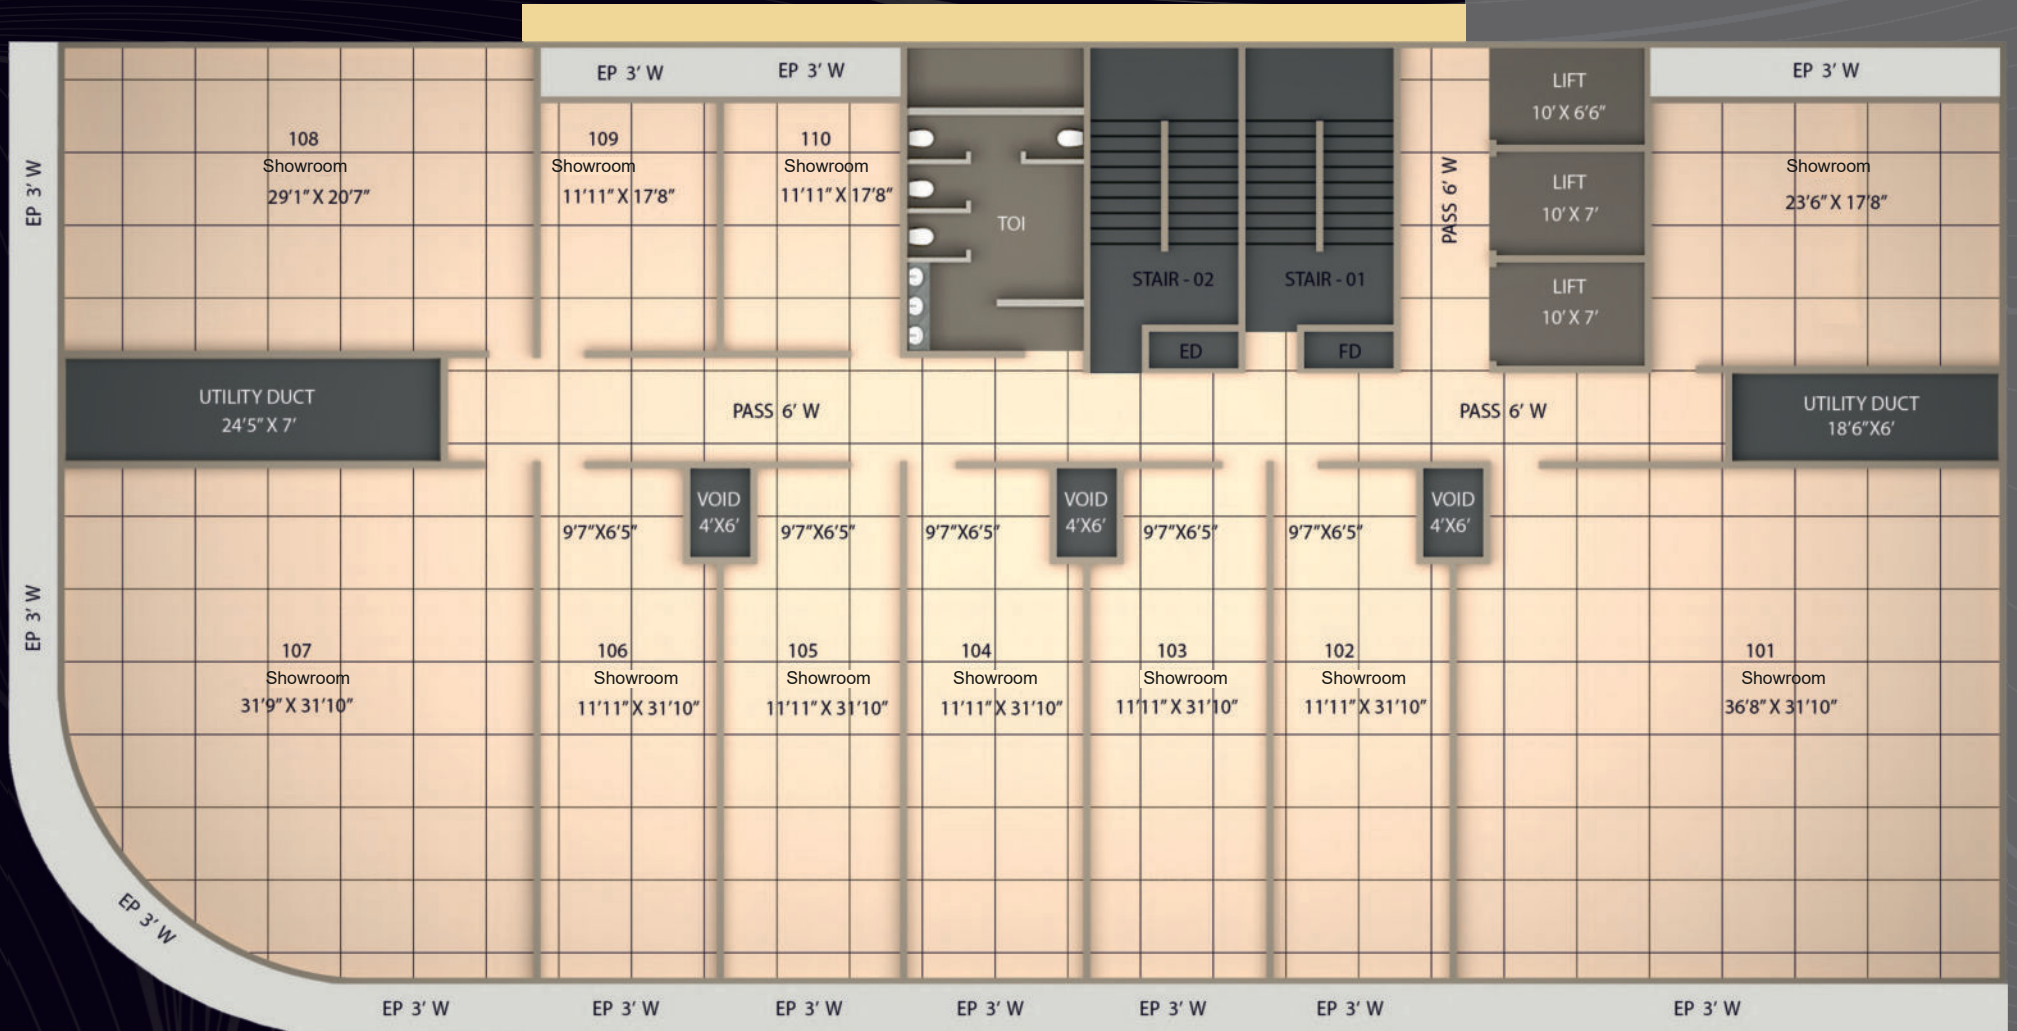 EP 3' W
EP 3' W
LIFT
10' X 6'6"
EP 3' W
108
Showroom
29'1" X 20'7"
109
Showroom
11'11" X 17'8"
110
Showroom
11'11" X 17'8"
TOI
STAIR - 02
STAIR - 01
PASS 6' W
LIFT
10' X 7'
LIFT
10' X 7'
Showroom
23'6" X 17'8"
EP 3' W
ED
FD
UTILITY DUCT
24'5" X 7'
PASS 6' W
PASS 6' W
UTILITY DUCT
18'6"X6'
VOID
4'X6'
VOID
4'X6'
VOID
4'X6'
9'7"X6'5"
9'7"X6'5"
9'7"X6'5"
9'7"X6'5"
9'7"X6'5"
EP 3' W
107
Showroom
31'9" X 31'10"
106
Showroom
11'11" X 31'10"
105
Showroom
11'11" X 31'10"
104
Showroom
11'11" X 31'10"
103
Showroom
11'11" X 31'10"
102
Showroom
11'11" X 31'10"
101
Showroom
36'8" X 31'10"
EP 3' W
EP 3' W
EP 3' W
EP 3' W
EP 3' W
EP 3' W
EP 3' W
EP 3' W